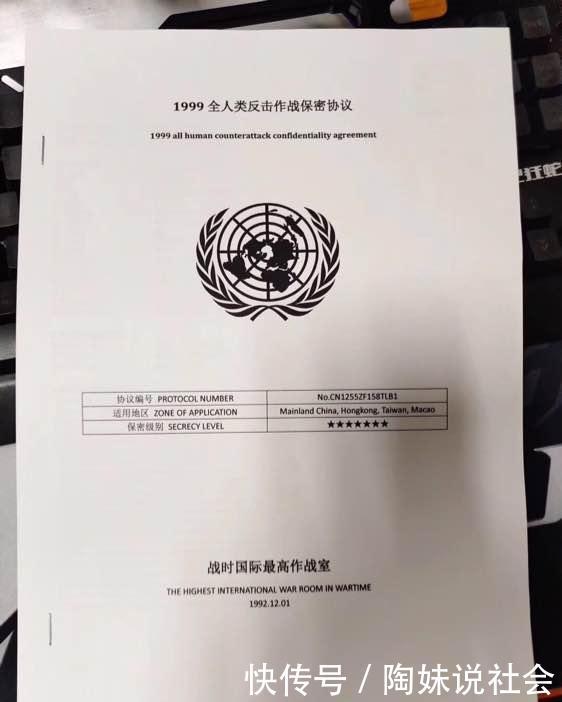 1999 全人类反击作战保密协议
1999 all human counterattack confidentiality agreement
协议编号 PROTOCOL NUMBER No.CN1255ZF158TLB1
适用地区 ZONE OF APPLICATION Mainland China, Hongkong, Taiwan, Macao
保密级别 SECRECY LEVEL ★★★★★★★
战时国际最高作战室
THE HIGHEST INTERNATIONAL WAR ROOM IN WARTIME
1992.12.01
快传号 / 陶妹说社会